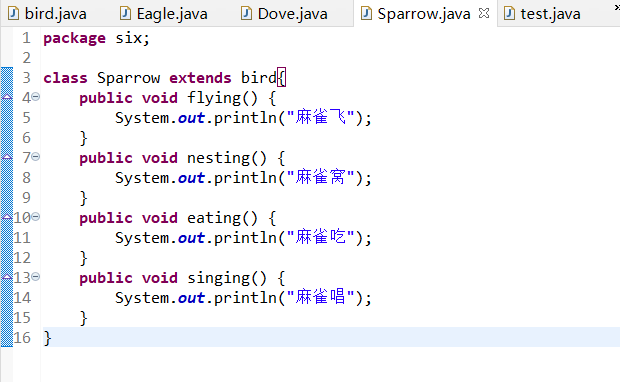 bird.java Eagle.java Dove.java Sparrow.java test.java
1 package six;
2
3 class Sparrow extends bird{
4 public void flying() {
5 System.out.println("麻雀飞");
6 }
7 public void nesting() {
8 System.out.println("麻雀窝");
9 }
10 public void eating() {
11 System.out.println("麻雀吃");
12 }
13 public void singing() {
14 System.out.println("麻雀唱");
15 }
16 }